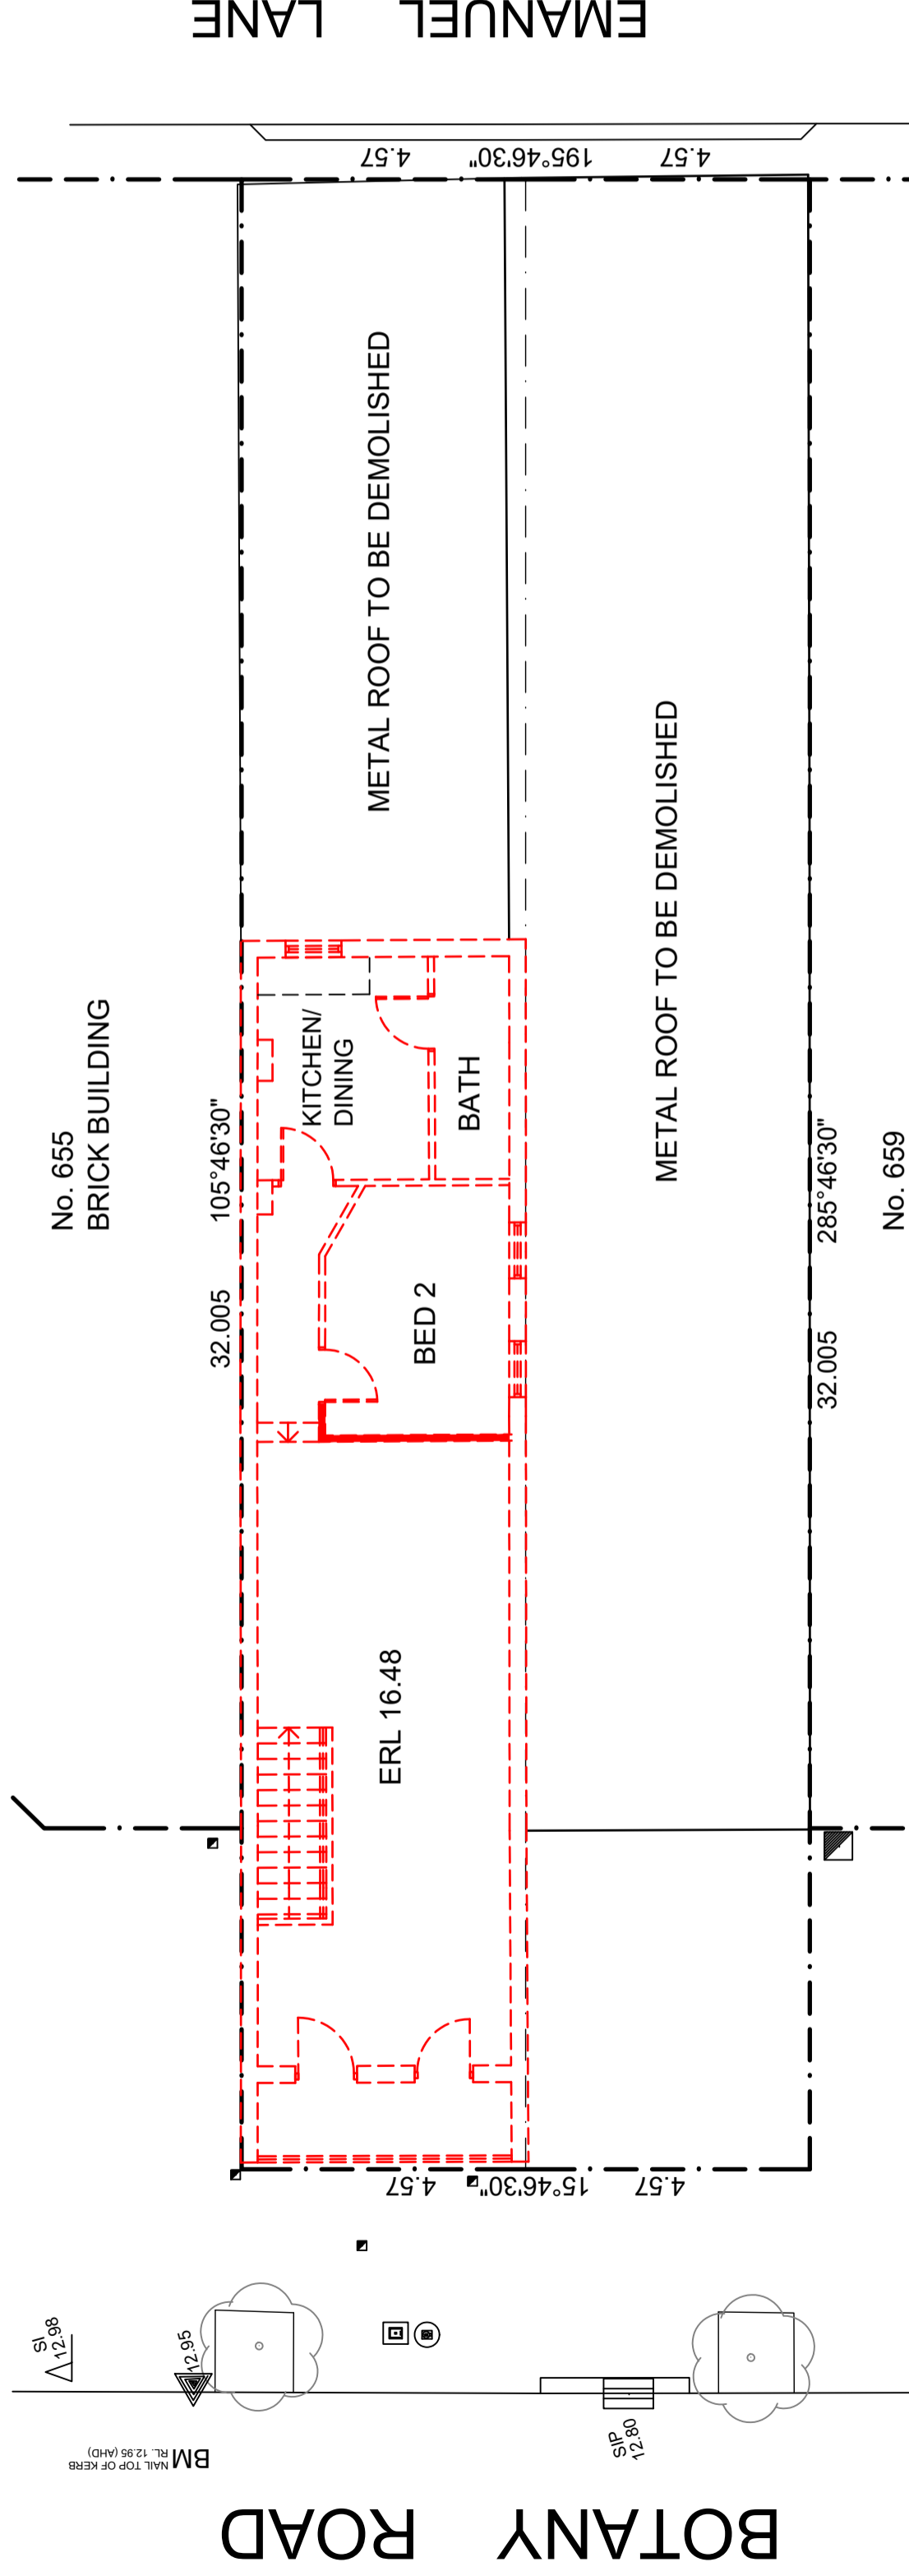 EMANUEL LANE
4.57
195°46'30"
4.57
METAL ROOF TO BE DEMOLISHED
METAL ROOF TO BE DEMOLISHED
No. 655
BRICK BUILDING
105°46'30"
32.005
KITCHEN/
DINING
BATH
BED 2
285°46'30"
32.005
No. 659
ERL 16.48
4.57
15°46'30"
4.57
SI
12.98
12.95
BM
NAIL TOP OF KERB
RL. 12.95 (AHD)
SIP
12.80
BOTANY ROAD